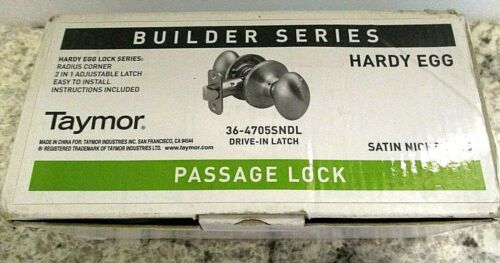 BUILDER SERIES
HARDY EGG LOCK SERIES:
RADIUS CORNER
2 IN 1 ADJUSTABLE LATCH
EASY TO INSTALL
INSTRUCTIONS INCLUDED
HARDY EGG
Taymor®
36-4705SNDL
DRIVE-IN LATCH
MADE IN CHINA FOR: TAYMOR INDUSTRIES INC. SAN FRANCISCO, CA 94544
® REGISTERED TRADEMARK OF TAYMOR INDUSTRIES LTD. www.taymor.com
SATIN
PASSAGE LOCK